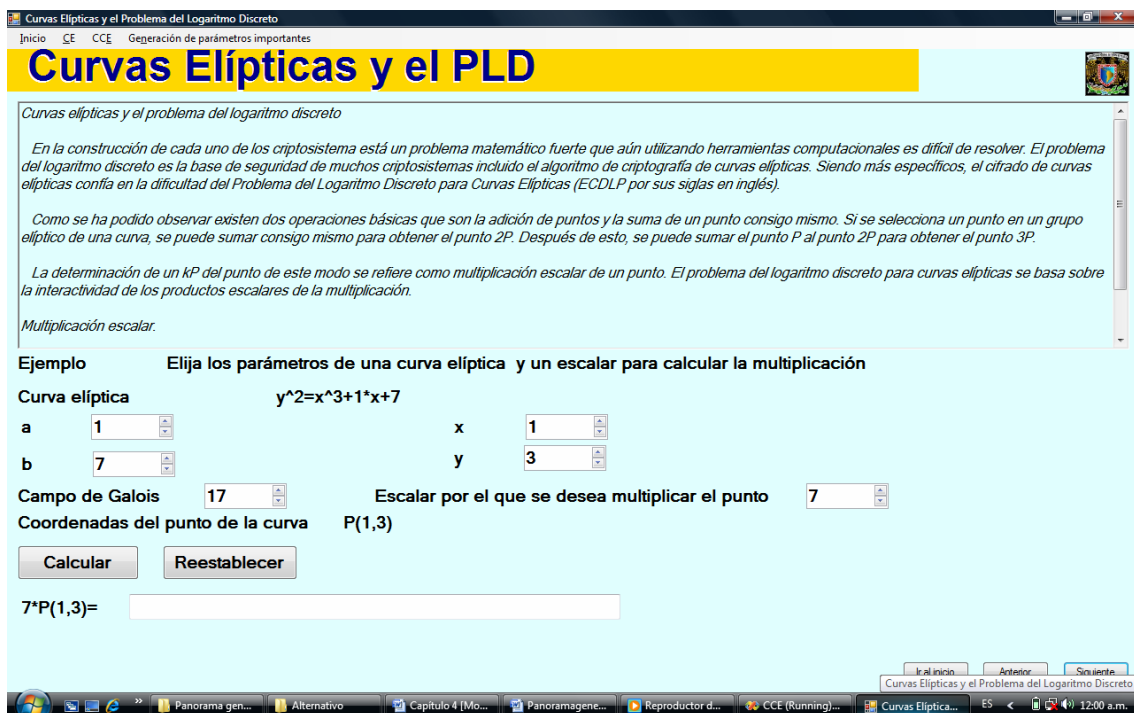 Curvas Elípticas y el Problema del Logaritmo Discreto
Inicio CE CCE Generación de parámetros importantes
Curvas Elípticas y el PLD
Curvas elípticas y el problema del logaritmo discreto
En la construcción de cada uno de los criptosistema está un problema matemático fuerte que aún utilizando herramientas computacionales es difícil de resolver. El problema
del logaritmo discreto es la base de seguridad de muchos criptosistemas incluido el algoritmo de criptografía de curvas elípticas. Siendo más específicos, el cifrado de curvas
elípticas confía en la dificultad del Problema del Logaritmo Discreto para Curvas Elípticas (ECDLP por sus siglas en inglés).
Como se ha podido observar existen dos operaciones básicas que son la adición de puntos y la suma de un punto consigo mismo. Si se selecciona un punto en un grupo
elíptico de una curva, se puede sumar consigo mismo para obtener el punto 2P. Después de esto, se puede sumar el punto P al punto 2P para obtener el punto 3P.
La determinación de un kP del punto de este modo se refiere como multiplicación escalar de un punto. El problema del logaritmo discreto para curvas elípticas se basa sobre
la interactividad de los productos escalares de la multiplicación.
Multiplicación escalar.
Ejemplo Elija los parámetros de una curva elíptica y un escalar para calcular la multiplicación
Curva elíptica y^2=x^3+1*x+7
a 1 x 1
b 7 y 3
Campo de Galois 17 Escalar por el que se desea multiplicar el punto 7
Coordenadas del punto de la curva P(1,3)
Calcular Reestablecer
7*P(1,3)=
Ir al inicio Anterior Siguiente
Curvas Elípticas y el Problema del Logaritmo Discreto
Panorama gen... Alternativo Capítulo 4 [Mo... Panoramagene... Reproductor d... CCE (Running)... Curvas Elíptica... ES 12:00 a.m.